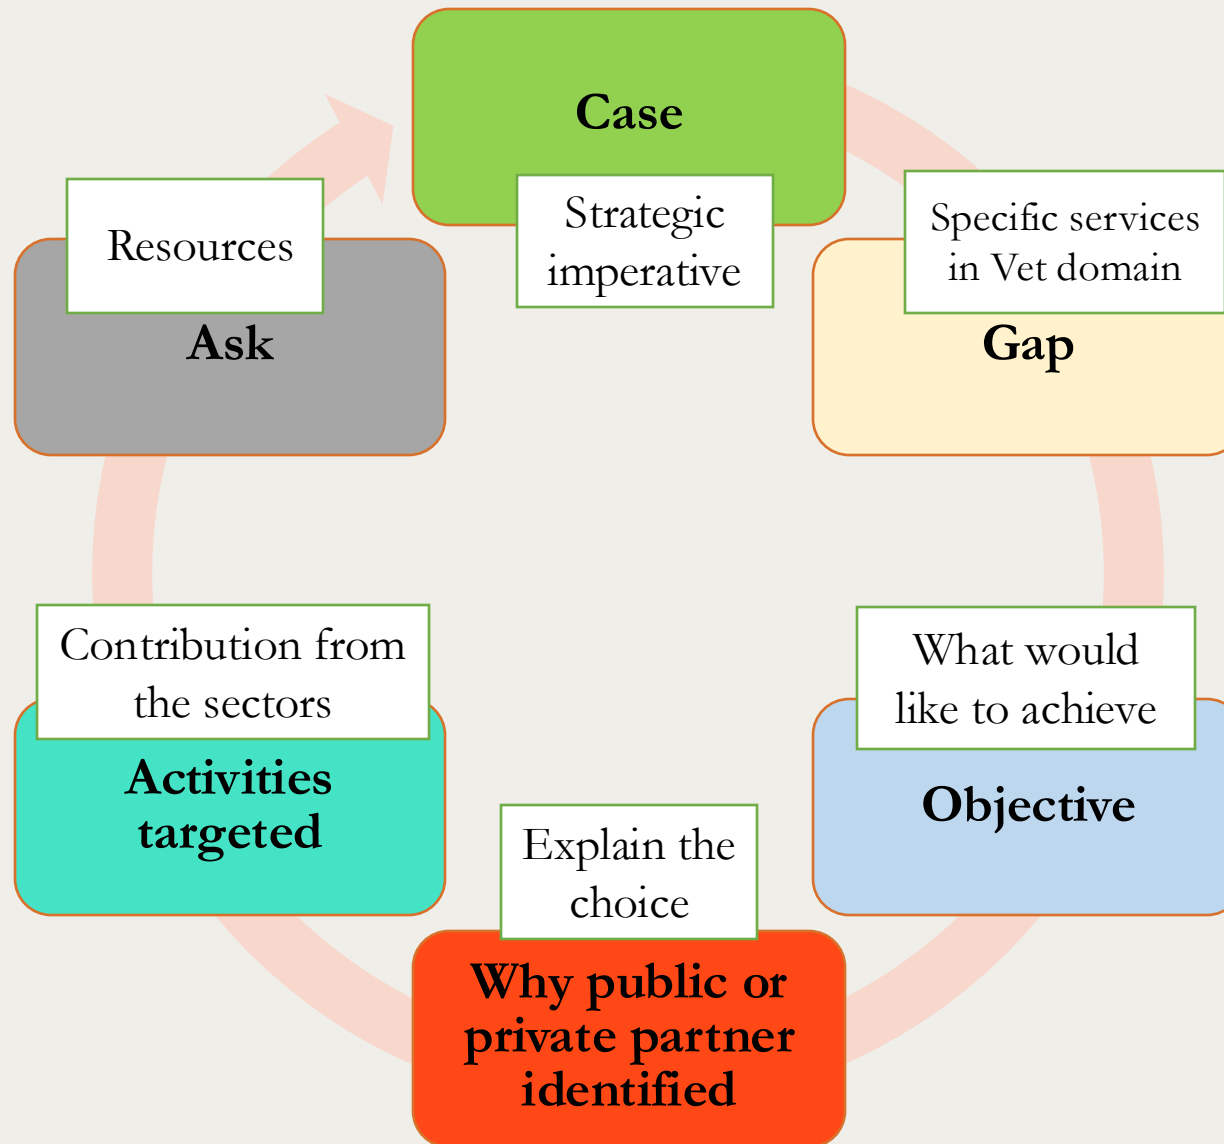 Case
Strategic
imperative
Specific services
in Vet domain
Gap
What would
like to achieve
Objective
Explain the
choice
Why public or
private partner
identified
Contribution from
the sectors
Activities
targeted
Resources
Ask